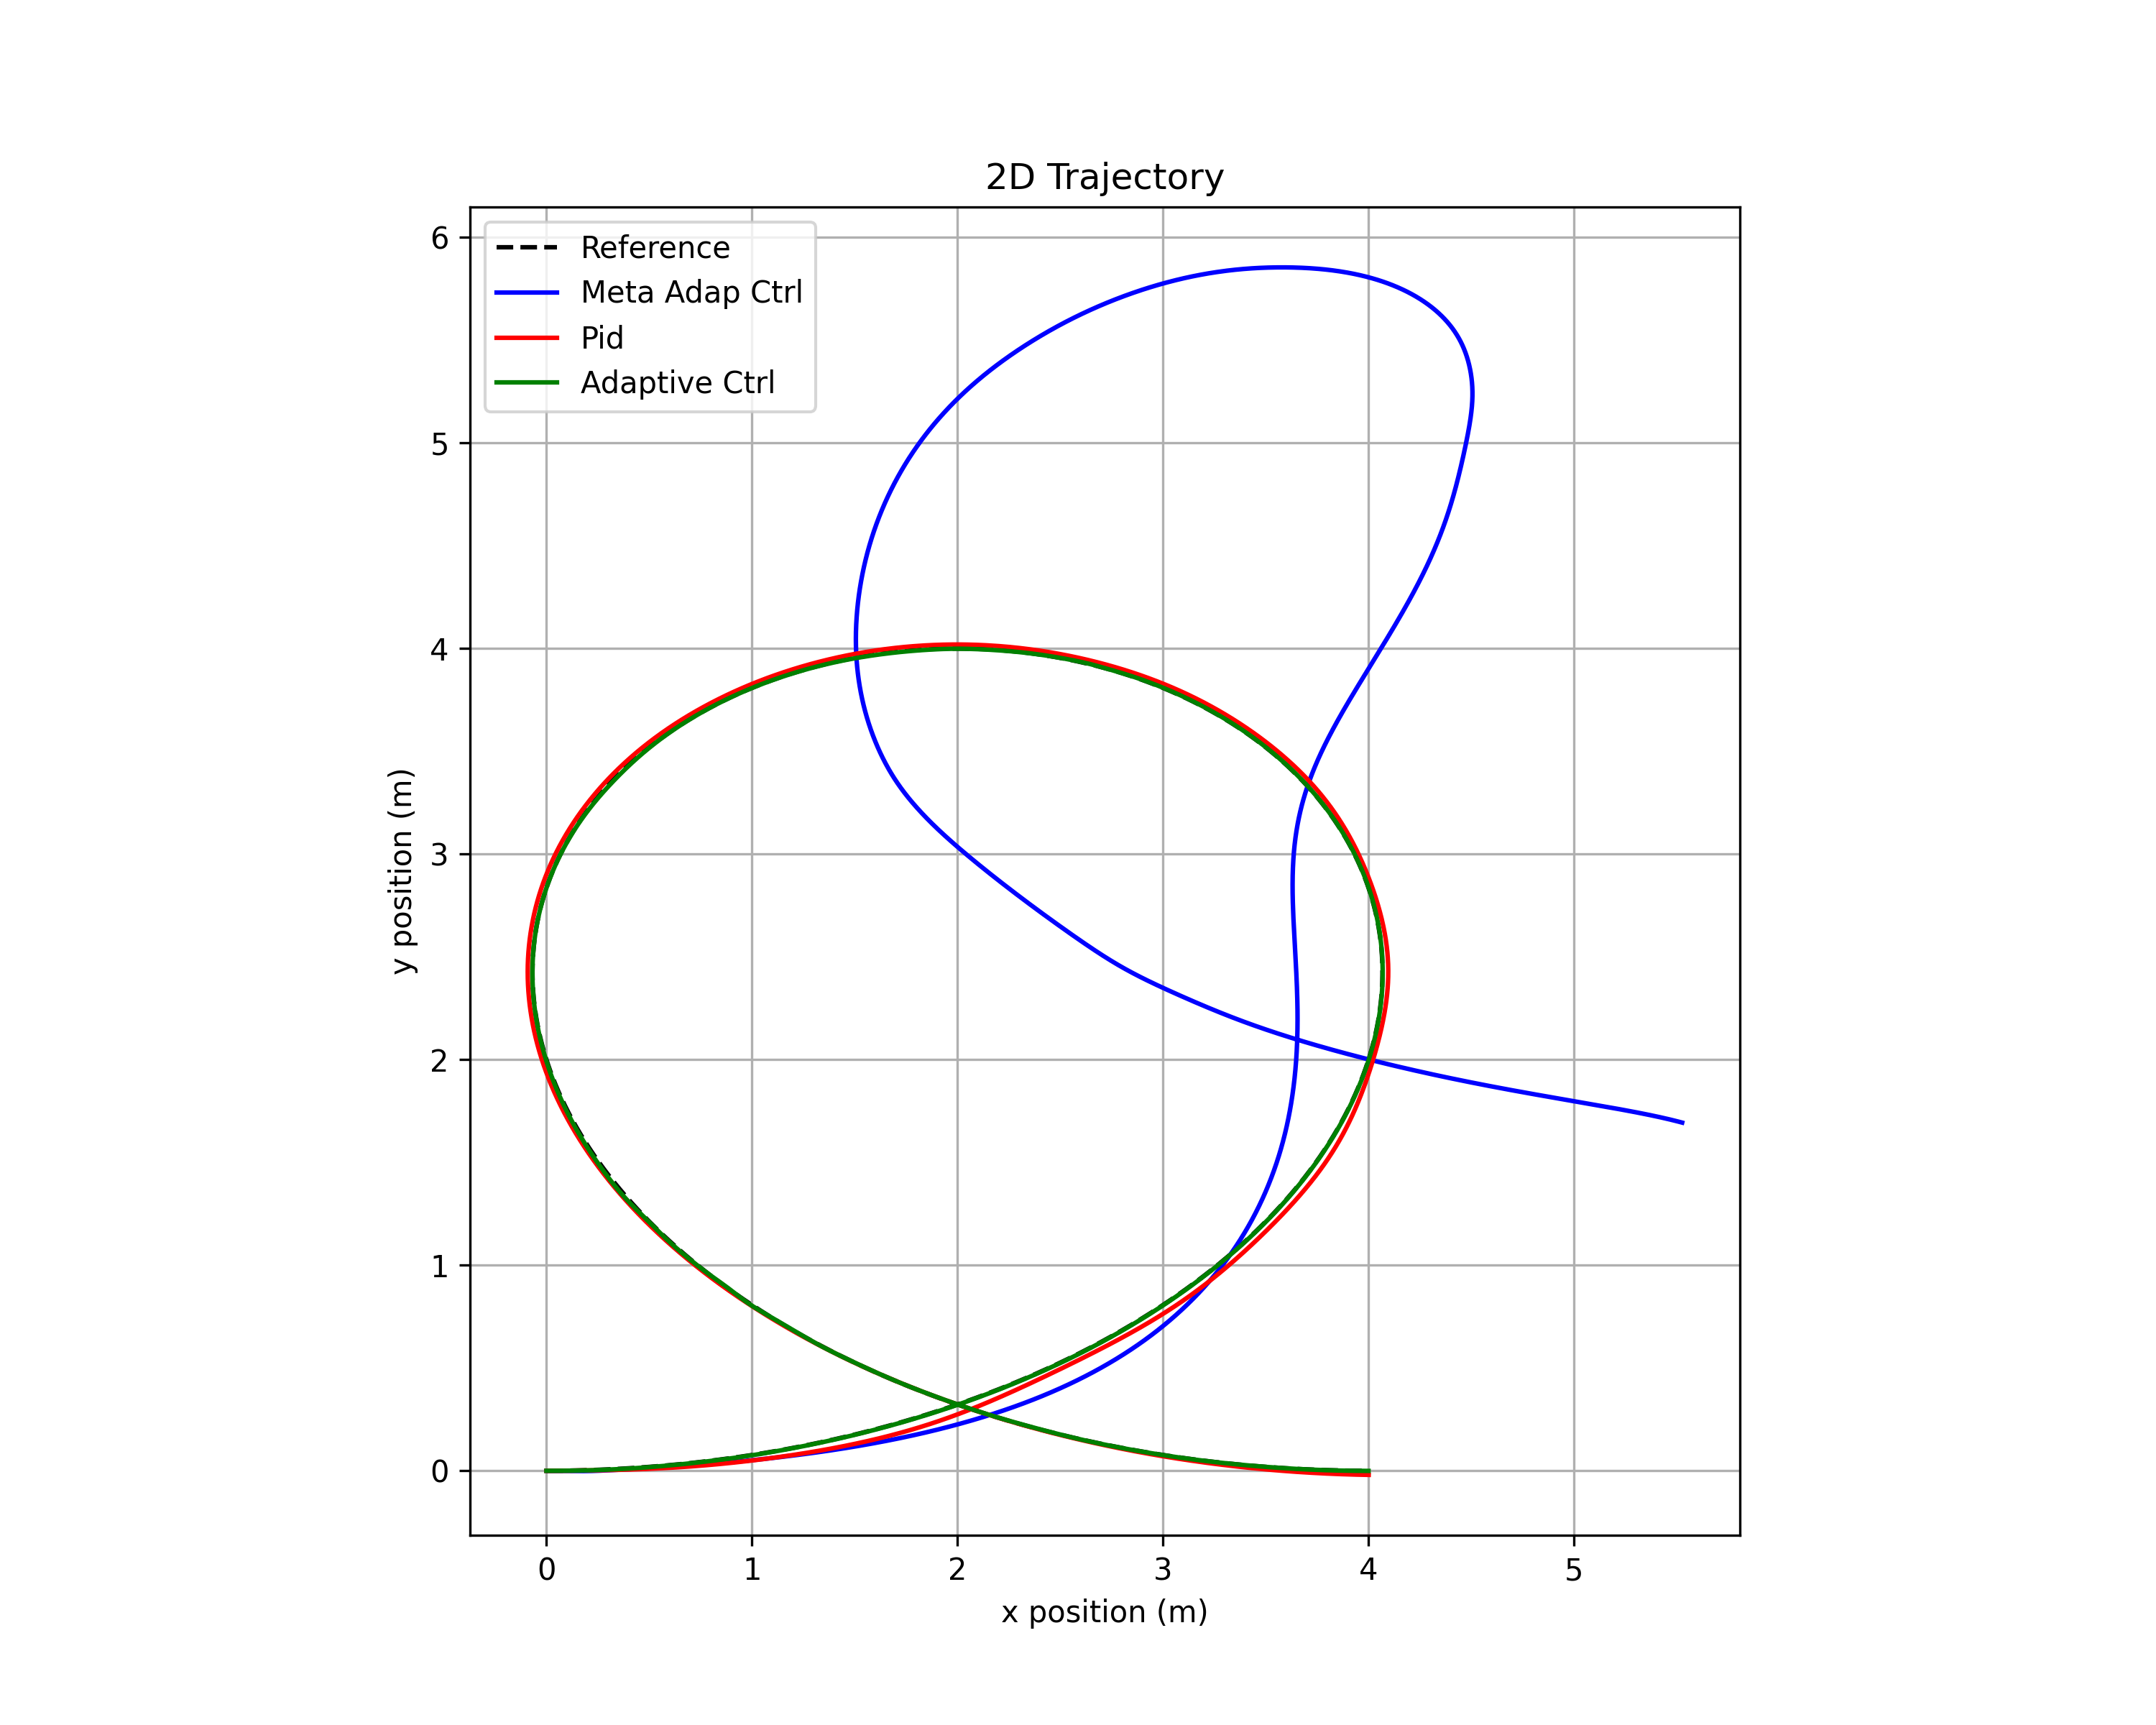 2D Trajectory
Reference
Meta Adap Ctrl
Pid
Adaptive Ctrl
6
5
4
3
2
1
0
y position (m)
0 1 2 3 4 5
x position (m)